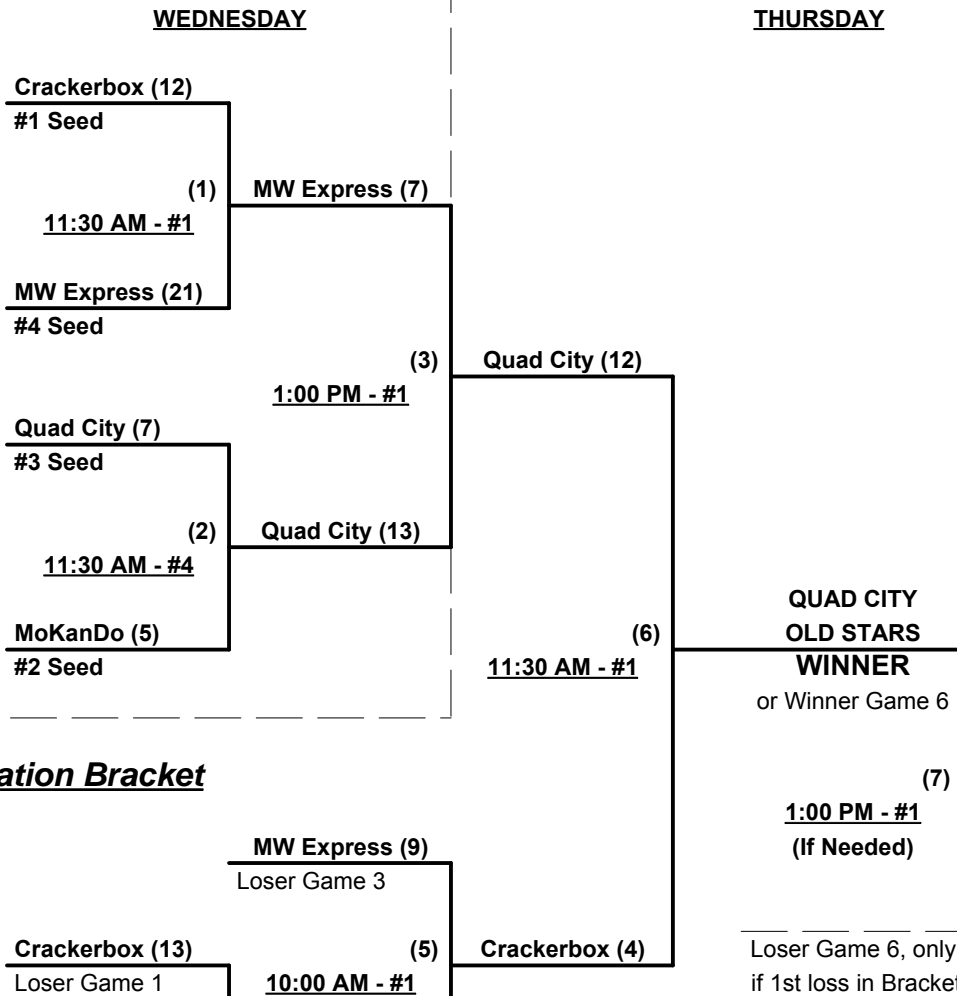 WEDNESDAY
THURSDAY
Crackerbox (12)
#1 Seed
(1)
MW Express (7)
11:30 AM - #1
MW Express (21)
#4 Seed
(3)
Quad City (12)
1:00 PM - #1
Quad City (7)
#3 Seed
(2)
Quad City (13)
11:30 AM - #4
MoKanDo (5)
#2 Seed
(6)
11:30 AM - #1
QUAD CITY
OLD STARS
WINNER
or Winner Game 6
ation Bracket
(7)
1:00 PM - #1
(If Needed)
MW Express (9)
Loser Game 3
Crackerbox (13)
Loser Game 1
(5)
Crackerbox (4)
10:00 AM - #1
Loser Game 6, only
if 1st loss in Bracket